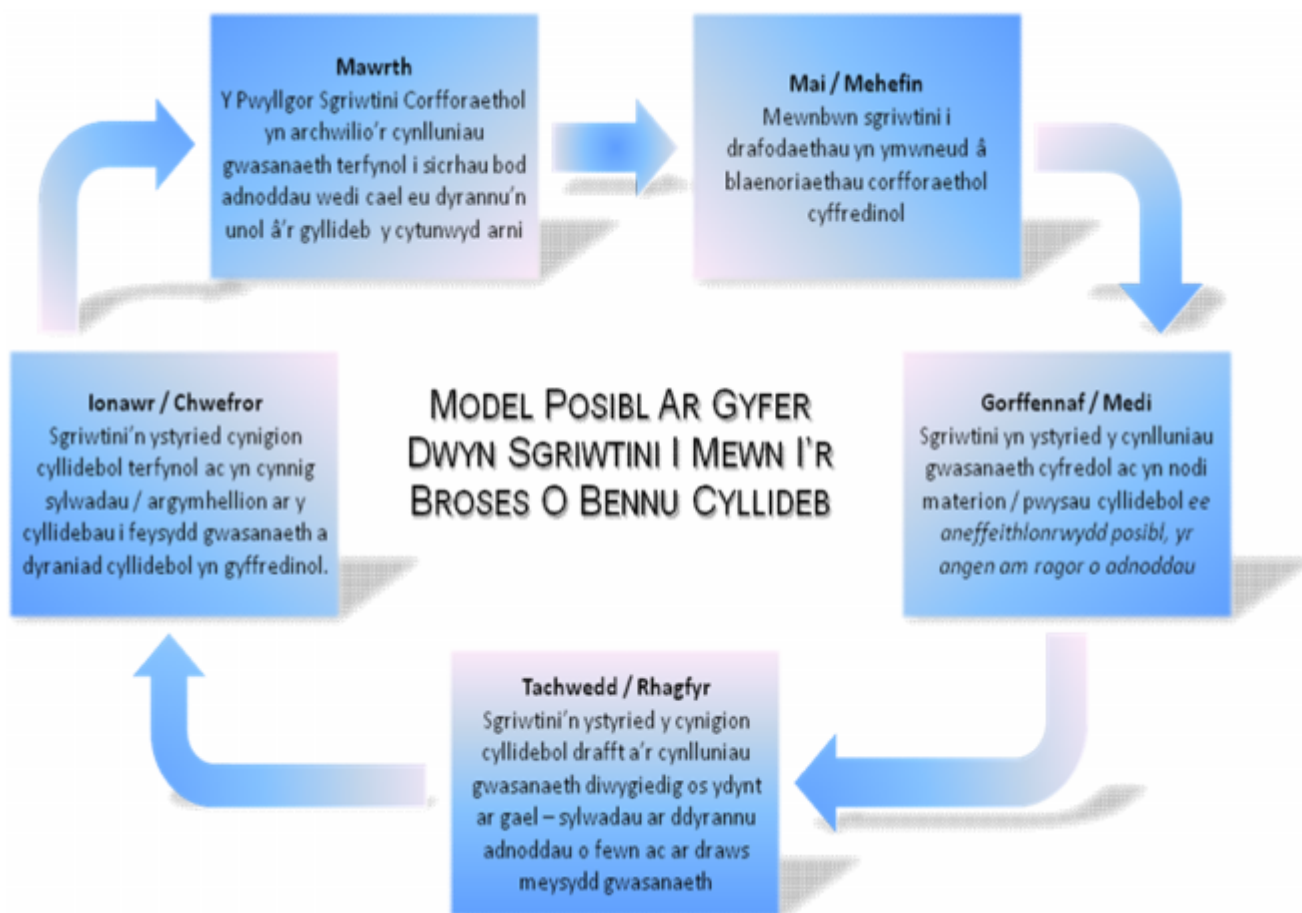 Mawrth
Y Pwyllgor Sgriwtini Corfforaethol
yn archwilio'r cynlluniau
gwasanaeth terfynol i sicrhau bod
adnoddau wedi cael eu dyrannu'n
unol â'r gyllideb y cytunwyd arni
Mai / Mehefin
Mewnbwn sgriwtini i
drafodaethau yn ymwneud â
blaenoriaethau corfforaethol
cyffredinol
Gorffennaf / Medi
Sgriwtini yn ystyried y cynlluniau
gwasanaeth cyfredol ac yn nodi
materion / pwysau cyllidebol ee
aneffeithlonrwydd posibl, yr
angen am ragor o adnoddau
Tachwedd / Rhagfyr
Sgriwtini'n ystyried y cynigion
cyllidebol drafft a'r cynlluniau
gwasanaeth diwygiedig os ydynt
ar gael – sylwadau ar ddyrannu
adnoddau o fewn ac ar draws
meysydd gwasanaeth
Ionawr / Chwefror
Sgriwtini'n ystyried cynigion
cyllidebol terfynol ac yn cynnig
sylwadau / argymhellion ar y
cyllidebau i feysydd gwasanaeth a
dyraniad cyllidebol yn gyffredinol.
MODEL POSIBL AR GYFER
DWYN SGRIWTINI I MEWN I'R
BROSES O BENNU CYLLIDEB